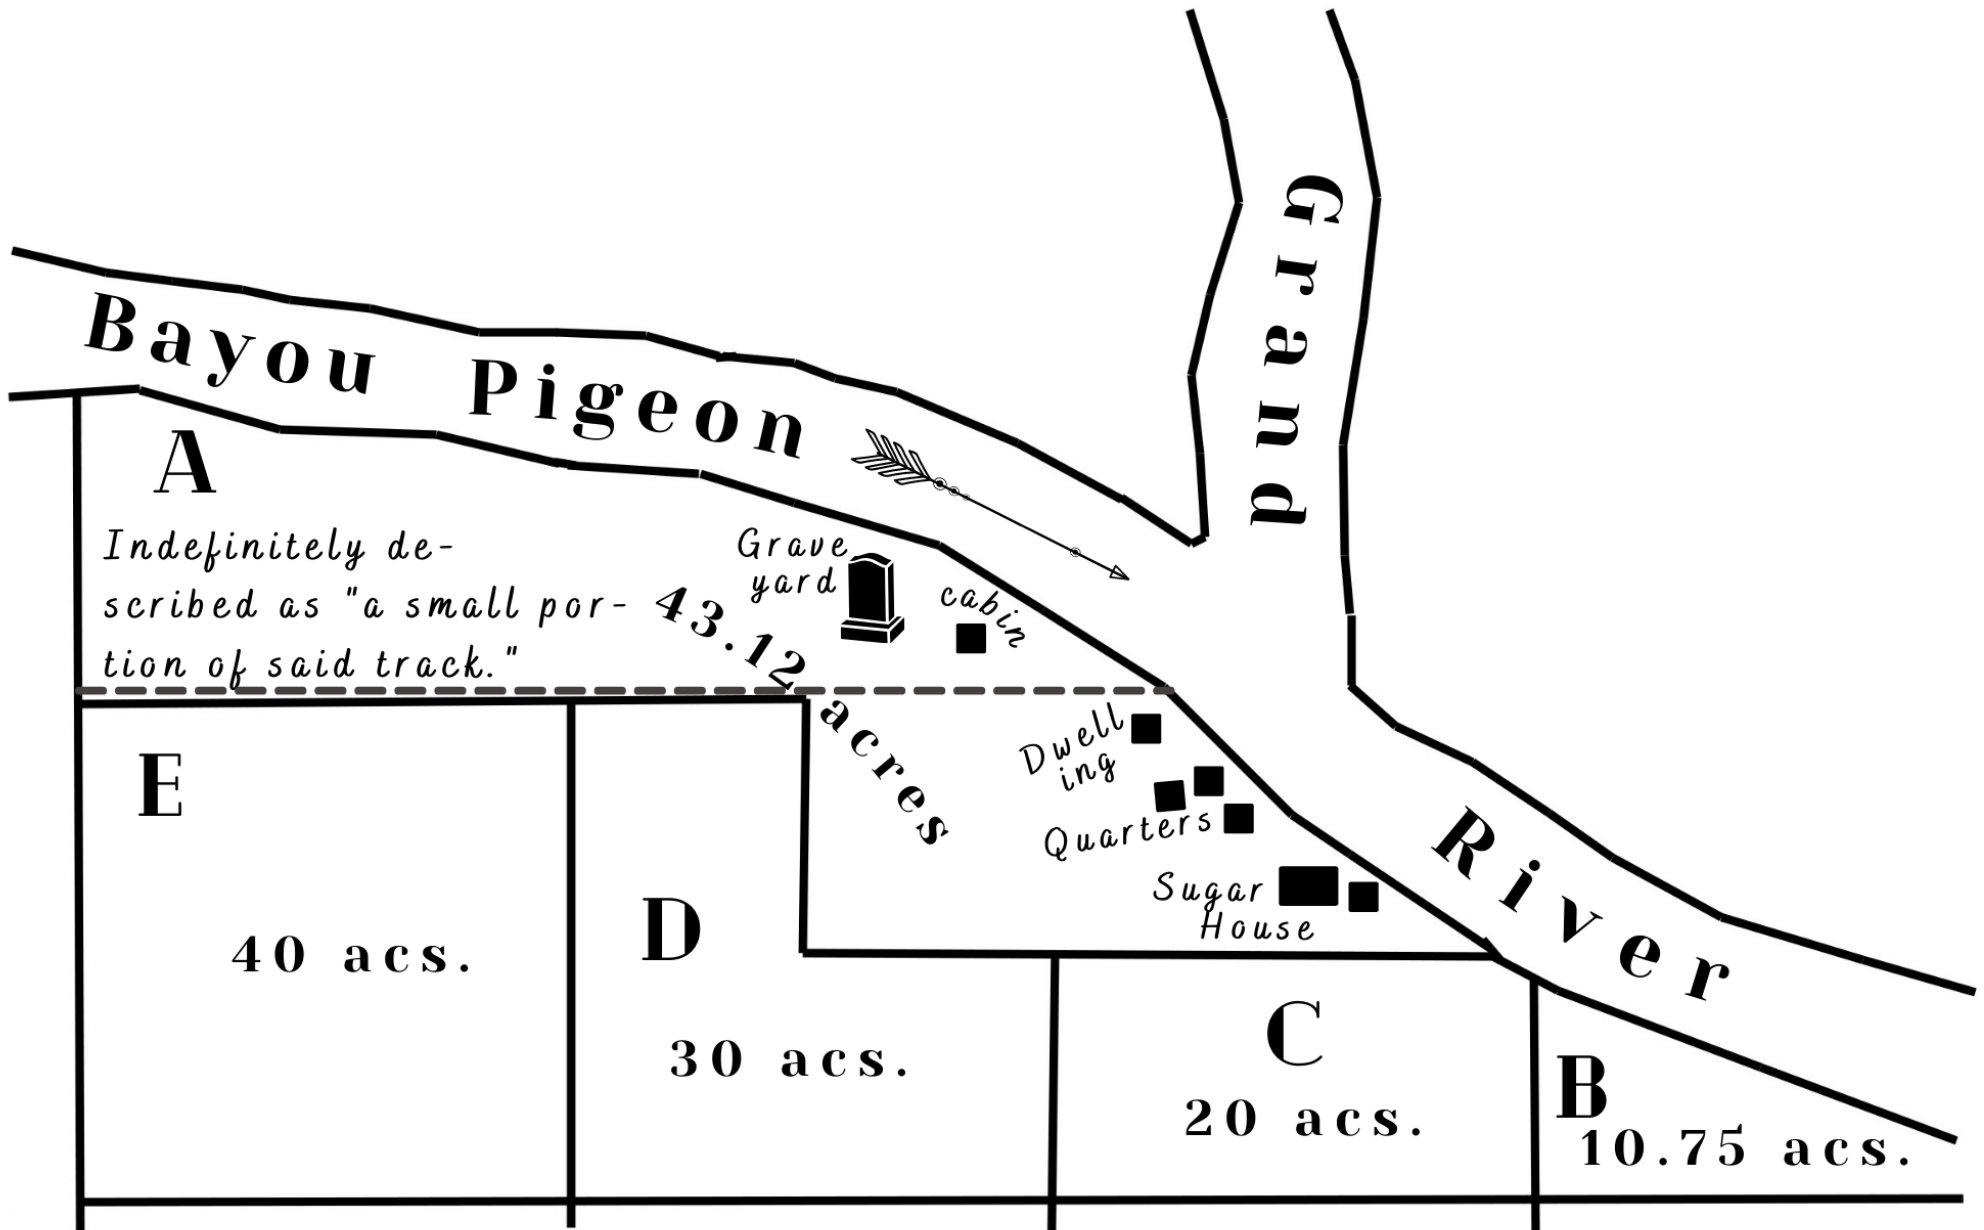 Grand
Bayou Pigeon
A
Indefinitely de-
scribed as "a small por-
tion of said track."
43.12 acres
Grave
yard
cabin
Dwell
ing
Quarters
Sugar
House
River
E
40 acs.
D
30 acs.
C
20 acs.
B
10.75 acs.